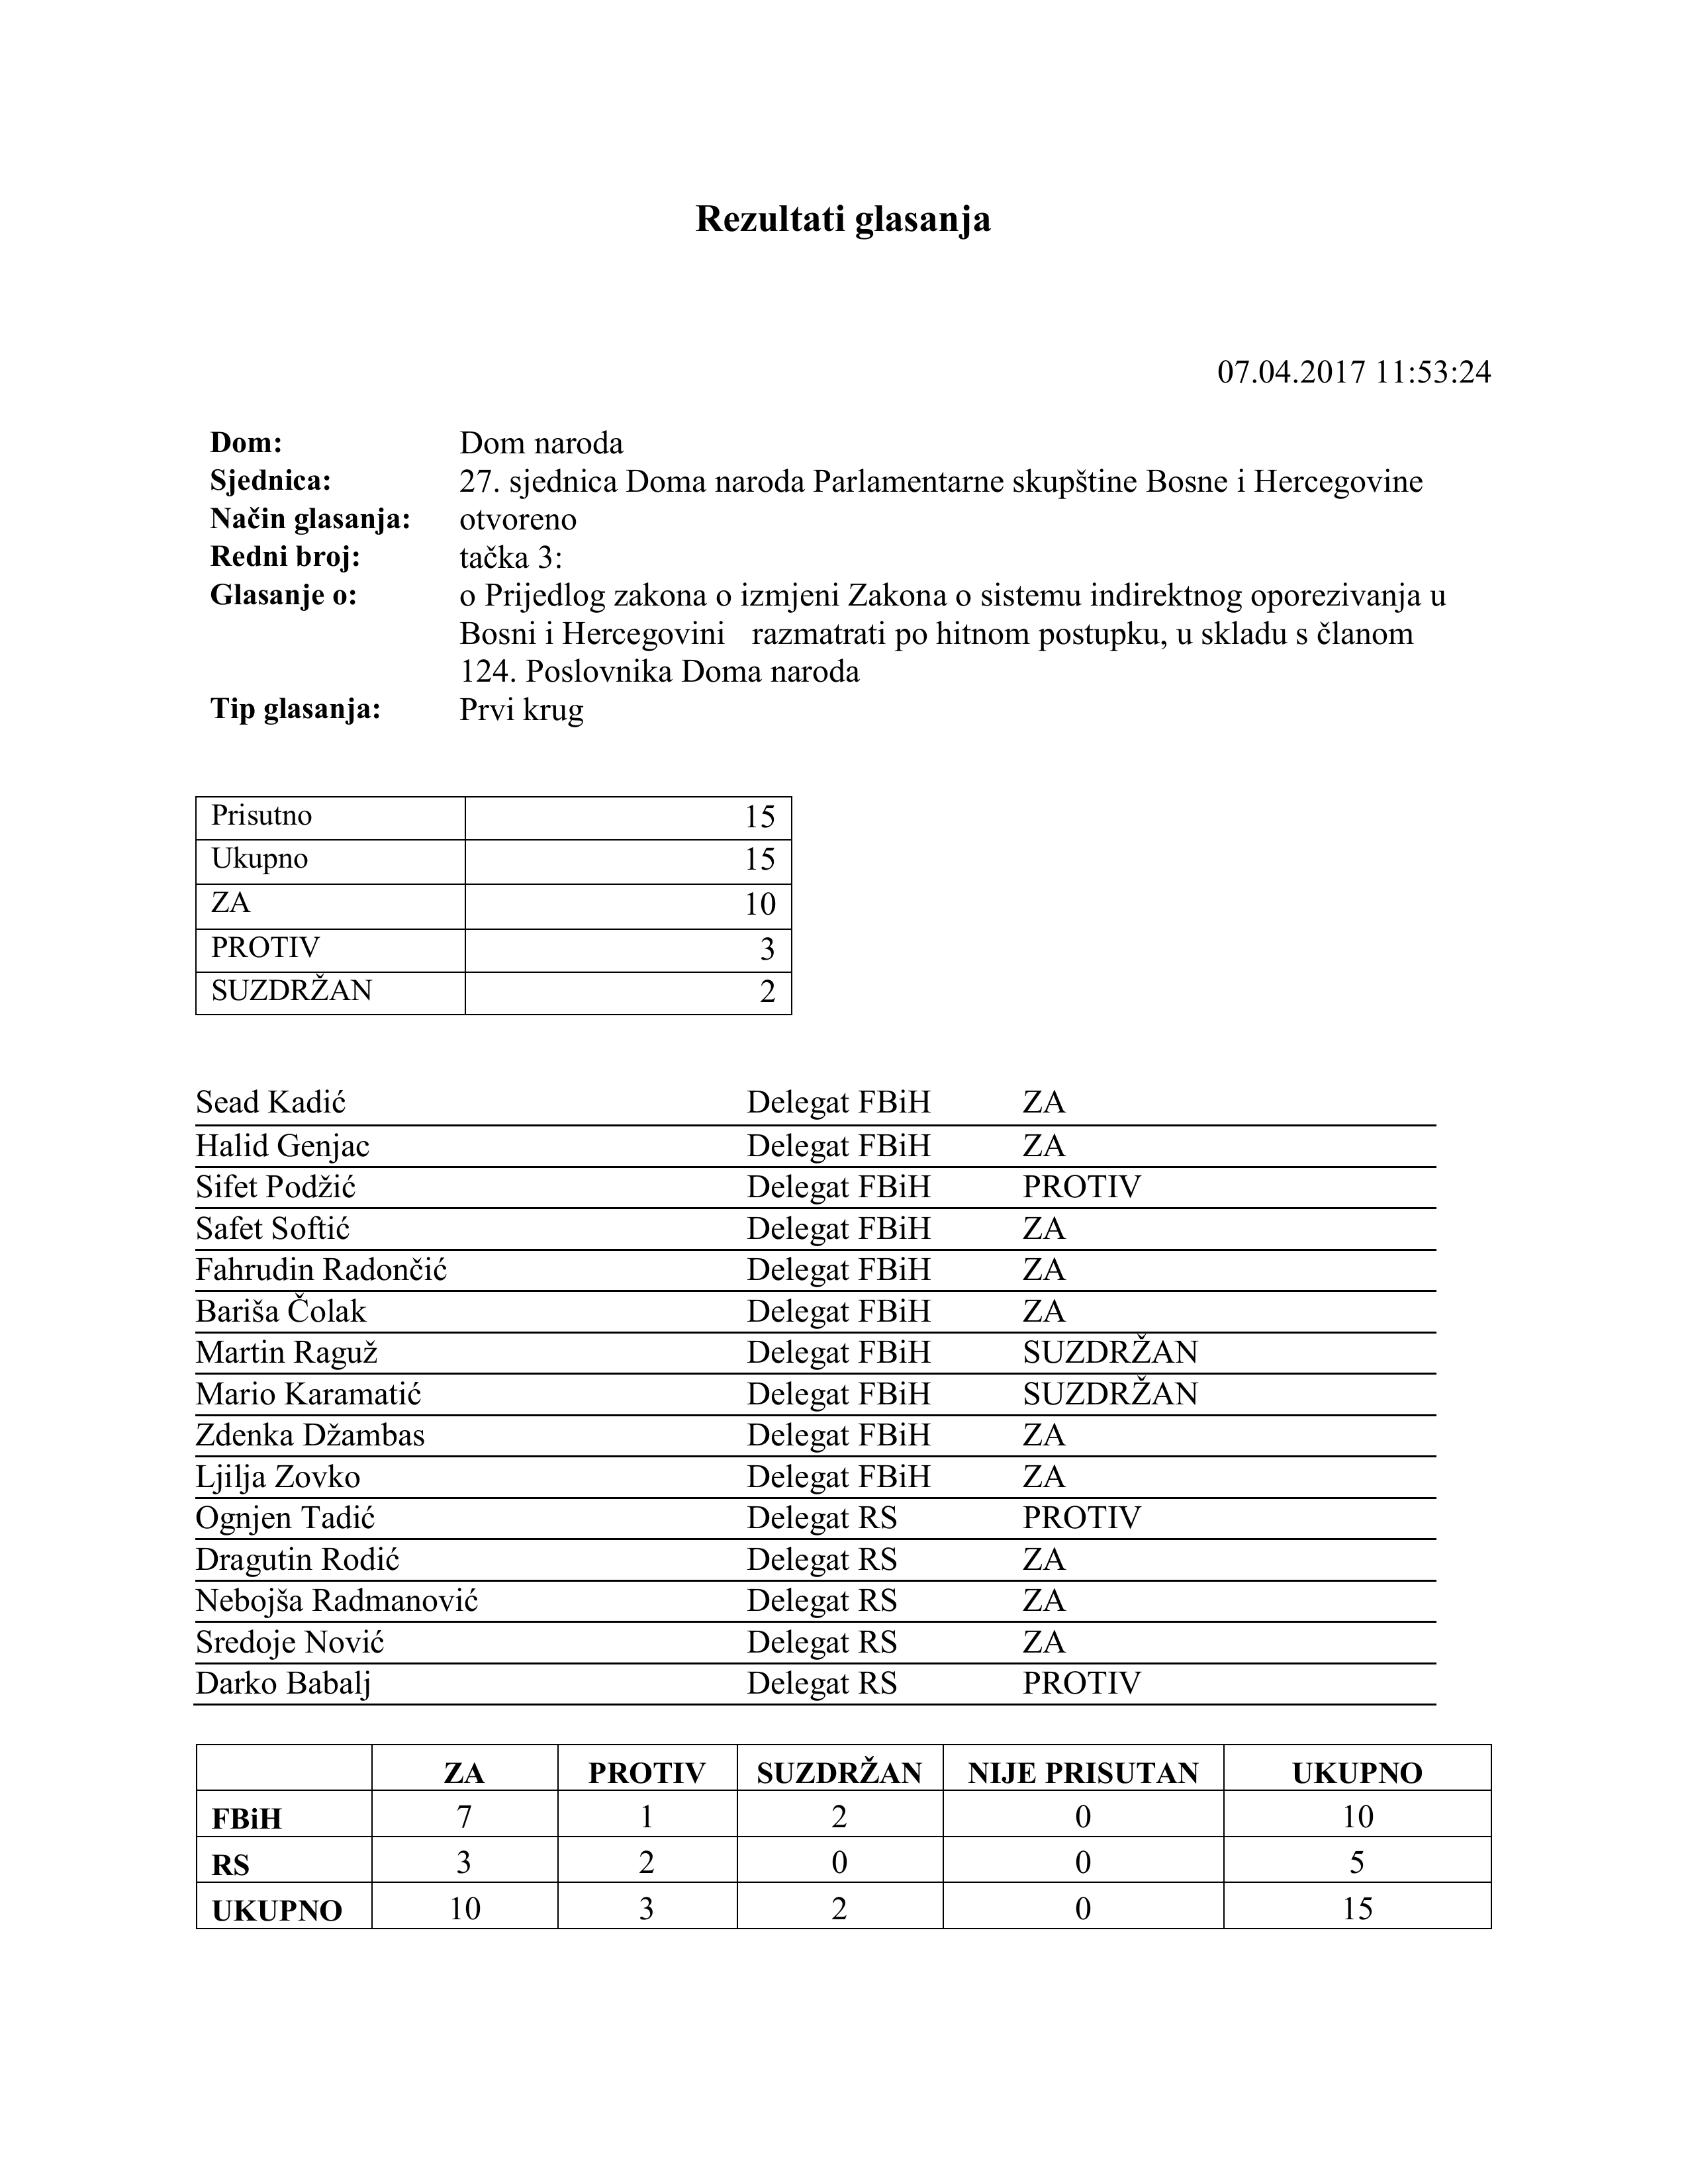 Rezultati glasanja
07.04.2017 11:53:24
Dom: Dom naroda
Sjednica: 27. sjednica Doma naroda Parlamentarne skupštine Bosne i Hercegovine
Način glasanja: otvoreno
Redni broj: tačka 3:
Glasanje o: o Prijedlog zakona o izmjeni Zakona o sistemu indirektnog oporezivanja u
Bosni i Hercegovini razmatrati po hitnom postupku, u skladu s članom
124. Poslovnika Doma naroda
Tip glasanja: Prvi krug
Prisutno 15
Ukupno 15
ZA 10
PROTIV 3
SUZDRŽAN 2
Sead Kadić Delegat FBiH ZA
Halid Genjac Delegat FBiH ZA
Sifet Podžić Delegat FBiH PROTIV
Safet Softić Delegat FBiH ZA
Fahrudin Radončić Delegat FBiH ZA
Bariša Čolak Delegat FBiH ZA
Martin Raguž Delegat FBiH SUZDRŽAN
Mario Karamatić Delegat FBiH SUZDRŽAN
Zdenka Džambas Delegat FBiH ZA
Ljilja Zovko Delegat FBiH ZA
Ognjen Tadić Delegat RS PROTIV
Dragutin Rodić Delegat RS ZA
Nebojša Radmanović Delegat RS ZA
Sredoje Nović Delegat RS ZA
Darko Babalj Delegat RS PROTIV
ZA PROTIV SUZDRŽAN NIJE PRISUTAN UKUPNO
FBiH 7 1 2 0 10
RS 3 2 0 0 5
UKUPNO 10 3 2 0 15